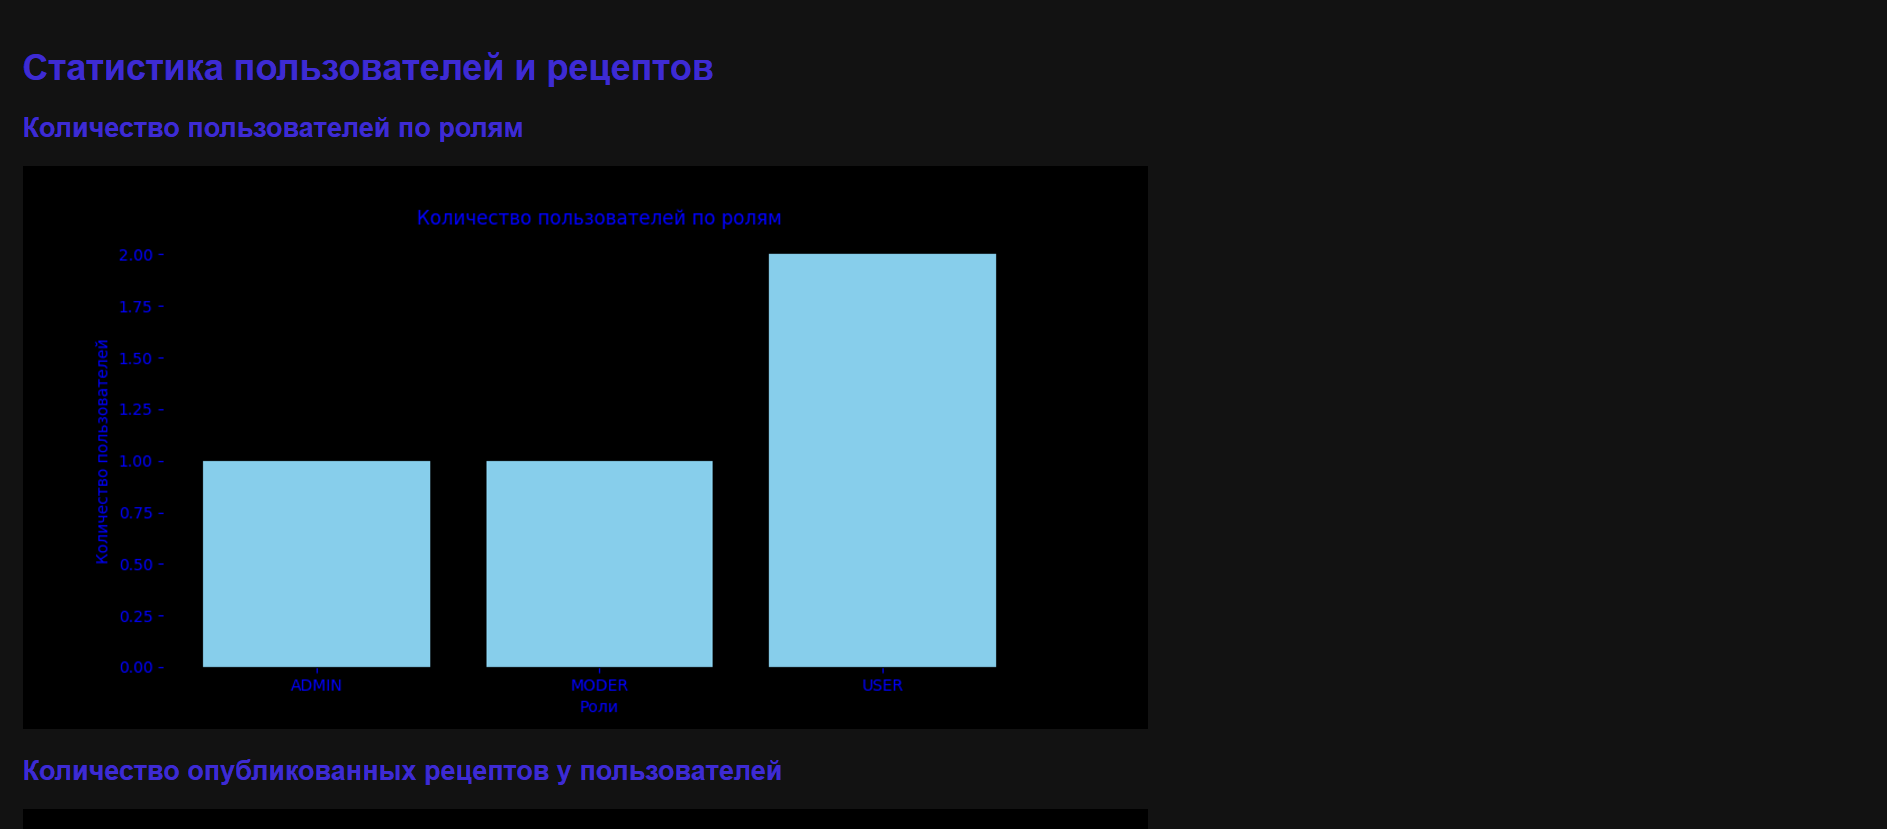 Статистика пользователей и рецептов
Количество пользователей по ролям
Количество пользователей по ролям
Количество пользователей
2.00
1.75
1.50
1.25
1.00
0.75
0.50
0.25
0.00
ADMIN MODER USER
Роли
Количество опубликованных рецептов у пользователей